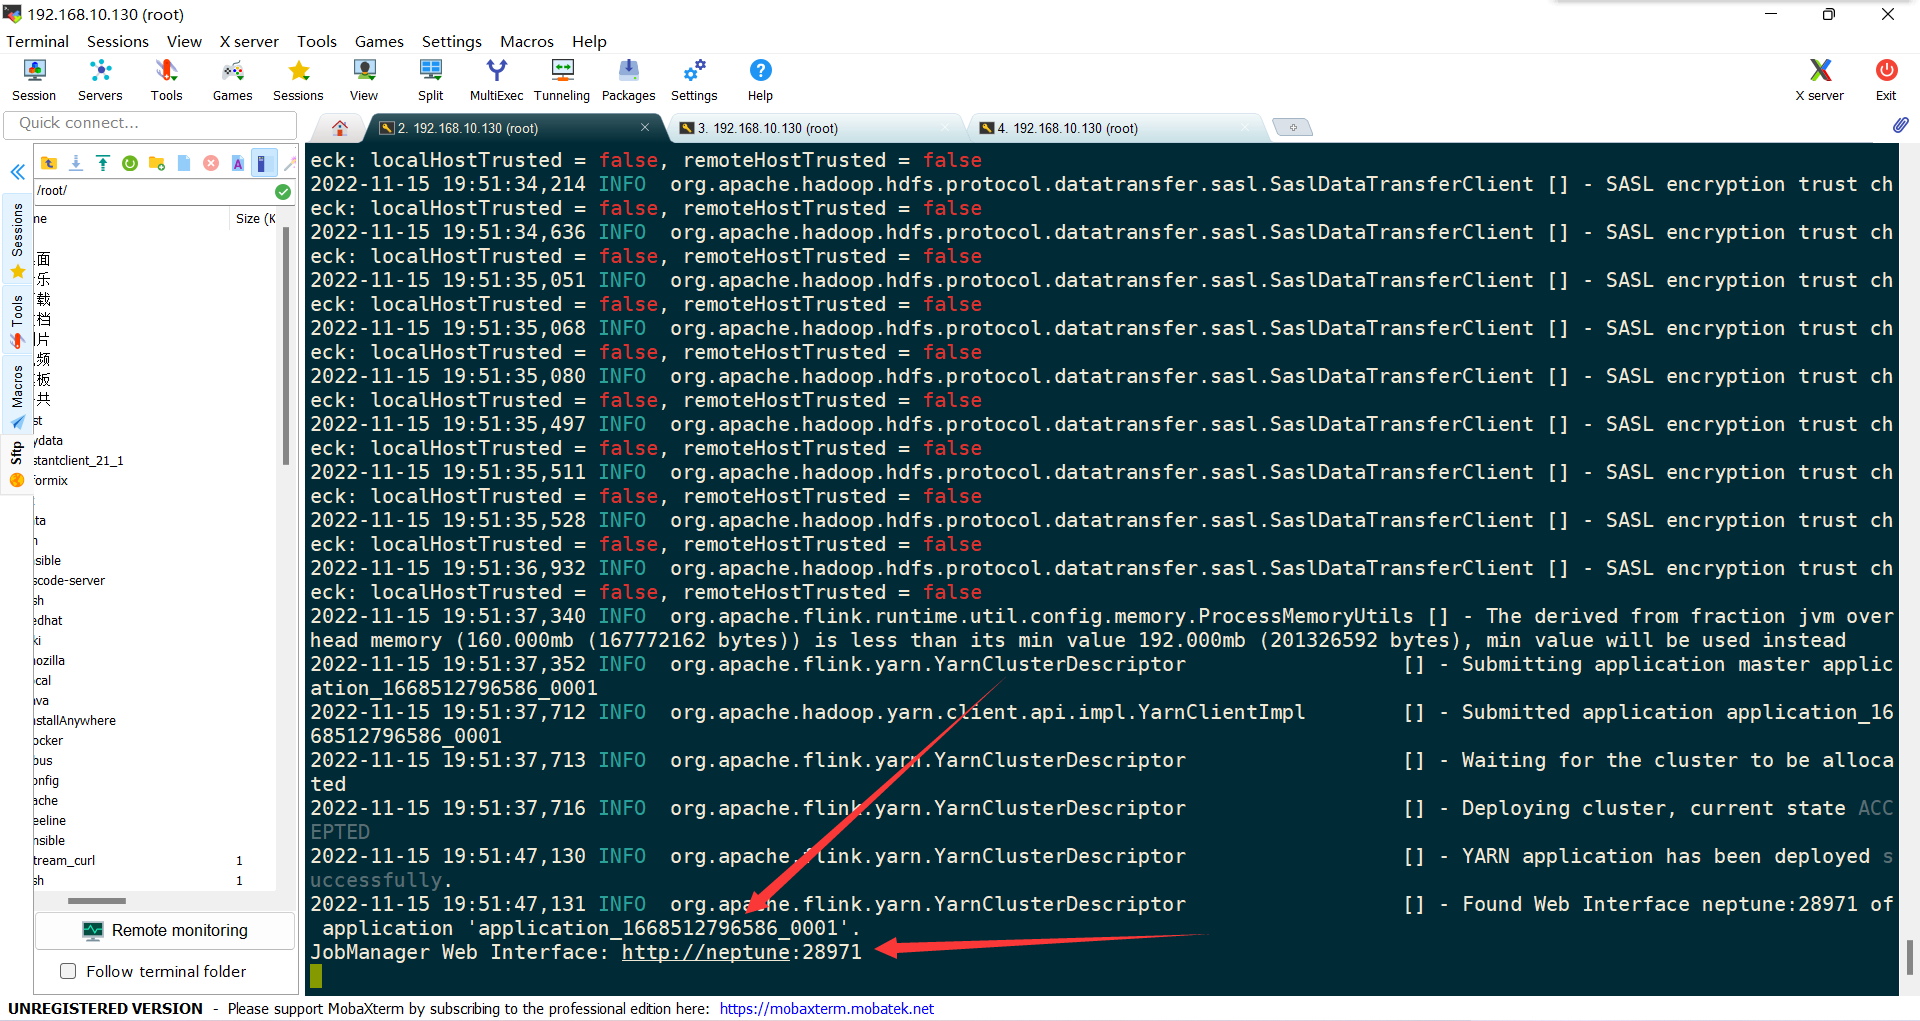 192.168.10.130 (root)
Terminal Sessions View X server Tools Games Settings Macros Help
Session Servers Tools Games Sessions View Split MultiExec Tunneling Packages Settings Help X server Exit
Quick connect...
2. 192.168.10.130 (root)
3. 192.168.10.130 (root)
4. 192.168.10.130 (root)
/root/
me Size (K
面
乐
载
档
片
频
板
共
st
ydata
stantclient_21_1
formix
ta
n
sible
scode-server
sh
edhat
ki
nozilla
ocal
ava
nstallAnywhere
ocker
bus
onfig
ache
eeline
nsible
tream_curl 1
sh 1
Sessions
Tools
Macros
Sftp
Remote monitoring
Follow terminal folder
eck: localHostTrusted = false, remoteHostTrusted = false
2022-11-15 19:51:34,214 INFO  org.apache.hadoop.hdfs.protocol.datatransfer.sasl.SaslDataTransferClient [] - SASL encryption trust ch
eck: localHostTrusted = false, remoteHostTrusted = false
2022-11-15 19:51:34,636 INFO  org.apache.hadoop.hdfs.protocol.datatransfer.sasl.SaslDataTransferClient [] - SASL encryption trust ch
eck: localHostTrusted = false, remoteHostTrusted = false
2022-11-15 19:51:35,051 INFO  org.apache.hadoop.hdfs.protocol.datatransfer.sasl.SaslDataTransferClient [] - SASL encryption trust ch
eck: localHostTrusted = false, remoteHostTrusted = false
2022-11-15 19:51:35,068 INFO  org.apache.hadoop.hdfs.protocol.datatransfer.sasl.SaslDataTransferClient [] - SASL encryption trust ch
eck: localHostTrusted = false, remoteHostTrusted = false
2022-11-15 19:51:35,080 INFO  org.apache.hadoop.hdfs.protocol.datatransfer.sasl.SaslDataTransferClient [] - SASL encryption trust ch
eck: localHostTrusted = false, remoteHostTrusted = false
2022-11-15 19:51:35,497 INFO  org.apache.hadoop.hdfs.protocol.datatransfer.sasl.SaslDataTransferClient [] - SASL encryption trust ch
eck: localHostTrusted = false, remoteHostTrusted = false
2022-11-15 19:51:35,511 INFO  org.apache.hadoop.hdfs.protocol.datatransfer.sasl.SaslDataTransferClient [] - SASL encryption trust ch
eck: localHostTrusted = false, remoteHostTrusted = false
2022-11-15 19:51:35,528 INFO  org.apache.hadoop.hdfs.protocol.datatransfer.sasl.SaslDataTransferClient [] - SASL encryption trust ch
eck: localHostTrusted = false, remoteHostTrusted = false
2022-11-15 19:51:36,932 INFO  org.apache.hadoop.hdfs.protocol.datatransfer.sasl.SaslDataTransferClient [] - SASL encryption trust ch
eck: localHostTrusted = false, remoteHostTrusted = false
2022-11-15 19:51:37,340 INFO  org.apache.flink.runtime.util.config.memory.ProcessMemoryUtils [] - The derived from fraction jvm over
head memory (160.000mb (167772162 bytes)) is less than its min value 192.000mb (201326592 bytes), min value will be used instead
2022-11-15 19:51:37,352 INFO  org.apache.flink.yarn.YarnClusterDescriptor [] - Submitting application master applic
ation_1668512796586_0001
2022-11-15 19:51:37,712 INFO  org.apache.hadoop.yarn.client.api.impl.YarnClientImpl [] - Submitted application application_16
68512796586_0001
2022-11-15 19:51:37,713 INFO  org.apache.flink.yarn.YarnClusterDescriptor [] - Waiting for the cluster to be alloca
ted
2022-11-15 19:51:37,716 INFO  org.apache.flink.yarn.YarnClusterDescriptor [] - Deploying cluster, current state ACC
EPTED
2022-11-15 19:51:47,130 INFO  org.apache.flink.yarn.YarnClusterDescriptor [] - YARN application has been deployed s
uccessfully.
2022-11-15 19:51:47,131 INFO  org.apache.flink.yarn.YarnClusterDescriptor [] - Found Web Interface neptune:28971 of
application 'application_1668512796586_0001'.
JobManager Web Interface: http://neptune:28971
UNREGISTERED VERSION - Please support MobaXterm by subscribing to the professional edition here: https://mobaxterm.mobatek.net